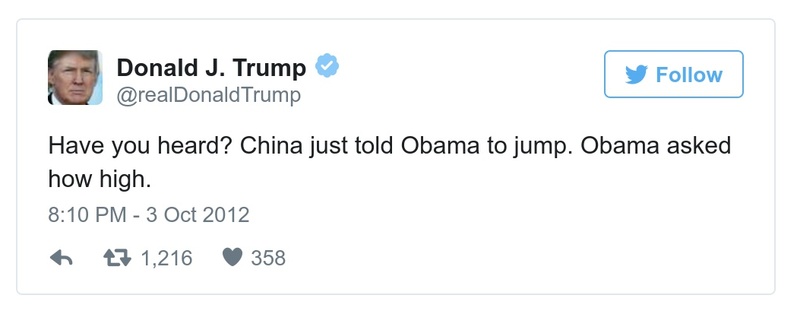 Donald J. Trump
@realDonaldTrump
Follow
Have you heard? China just told Obama to jump. Obama asked
how high.
8:10 PM - 3 Oct 2012
1,216 358